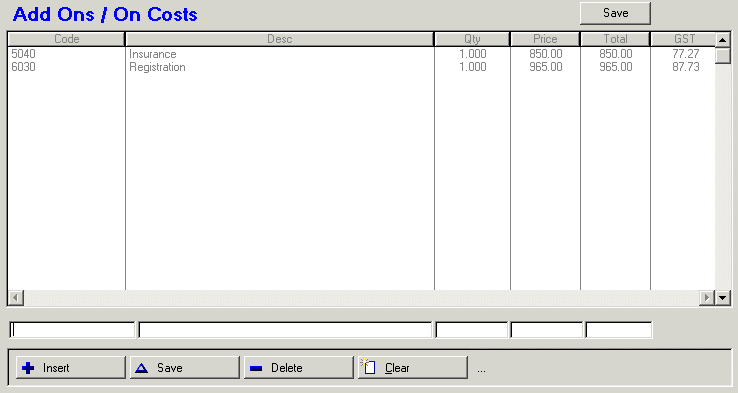 Add Ons / On Costs Save
Code Desc Qty Price Total GST
5040 Insurance 1.000 850.00 850.00 77.27
6030 Registration 1.000 965.00 965.00 87.73
Insert Save Delete Clear ...